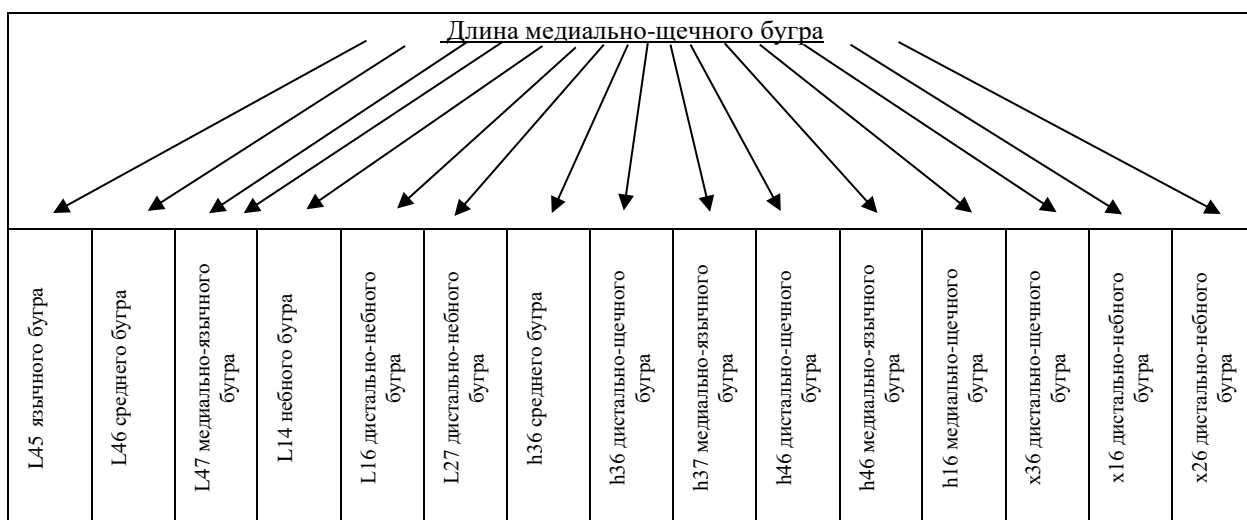 Длина медиально-щечного бугра
L45 язычного бугра
L46 среднего бугра
L47 медиально-язычного
бугра
L14 небного бугра
L16 дистально-небного
бугра
L27 дистально-небного
бугра
h36 среднего бугра
h36 дистально-щечного
бугра
h37 медиально-язычного
бугра
h46 дистально-щечного
бугра
h46 медиально-язычного
бугра
h16 медиально-щечного
бугра
x36 дистально-щечного
бугра
x16 дистально-небного
бугра
x26 дистально-небного
бугра